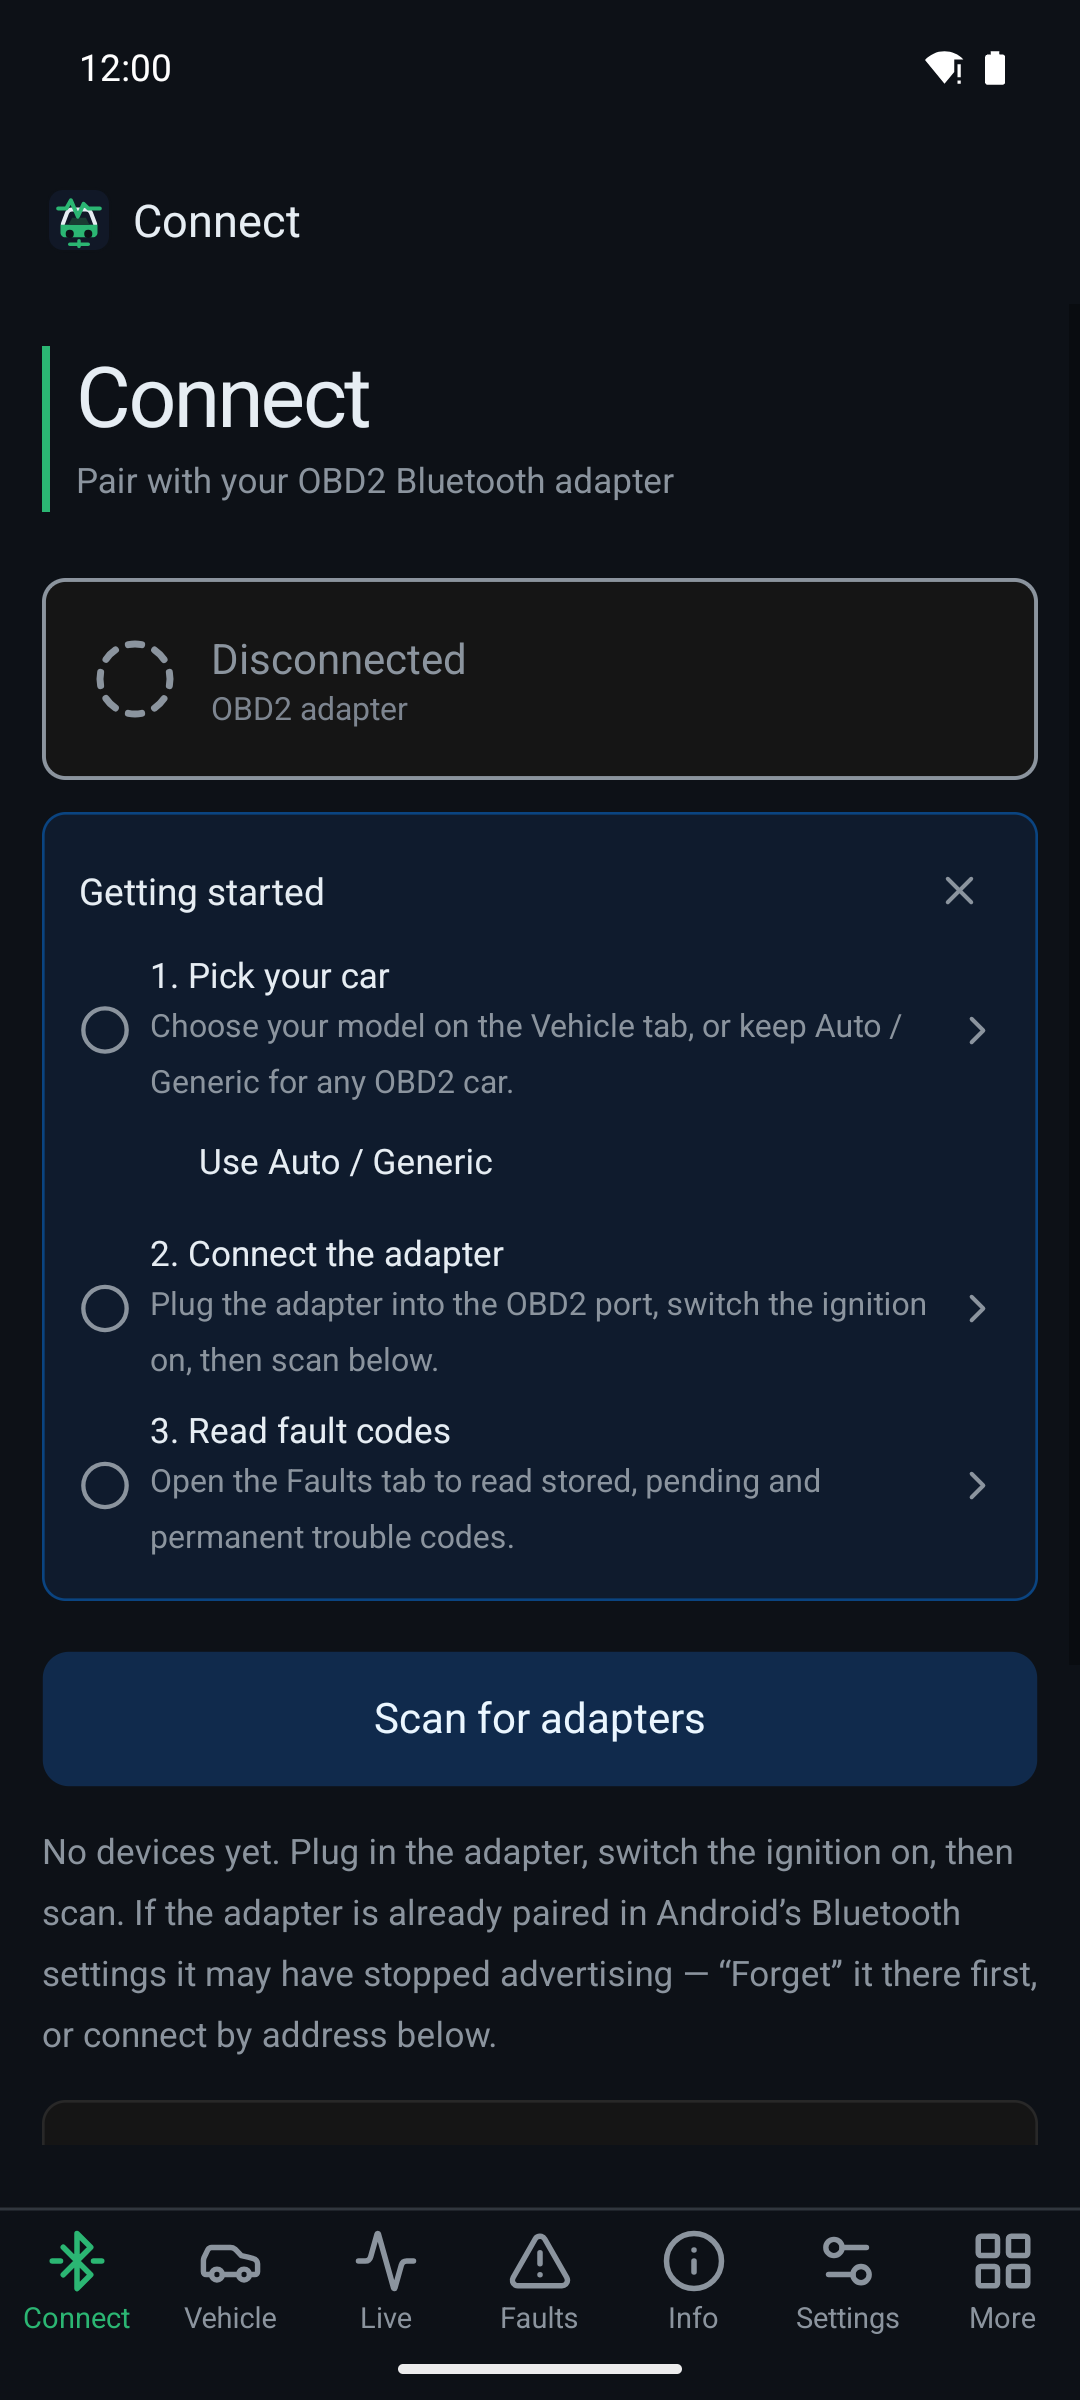 12:00
Connect
Connect
Pair with your OBD2 Bluetooth adapter
Disconnected
OBD2 adapter
Getting started
1. Pick your car
Choose your model on the Vehicle tab, or keep Auto /
Generic for any OBD2 car.
Use Auto / Generic
2. Connect the adapter
Plug the adapter into the OBD2 port, switch the ignition
on, then scan below.
3. Read fault codes
Open the Faults tab to read stored, pending and
permanent trouble codes.
Scan for adapters
No devices yet. Plug in the adapter, switch the ignition on, then
scan. If the adapter is already paired in Android’s Bluetooth
settings it may have stopped advertising — “Forget” it there first,
or connect by address below.
Connect
Vehicle
Live
Faults
Info
Settings
More